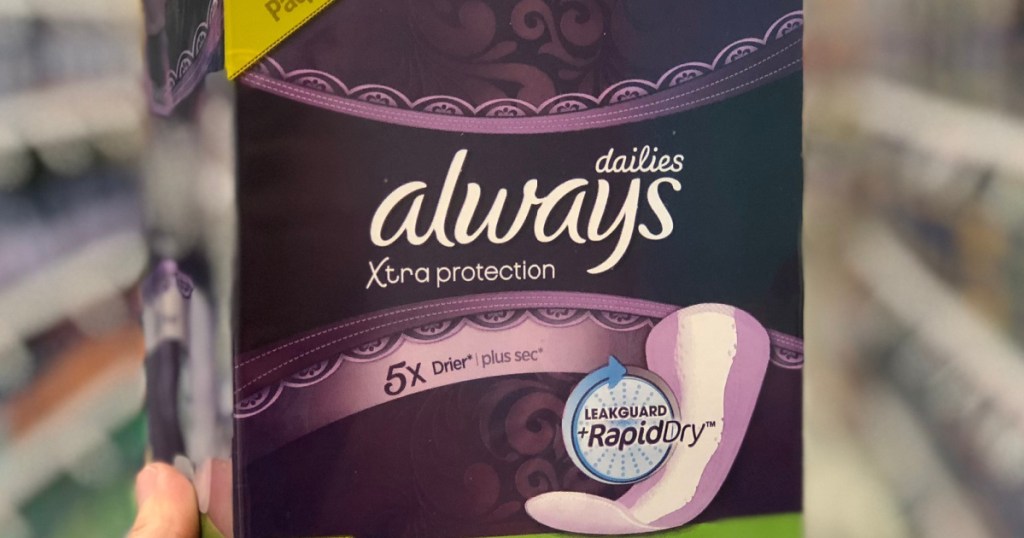 dailies
always
Xtra protection
5X Drier* | plus sec*
LEAKGUARD
+RapidDry™